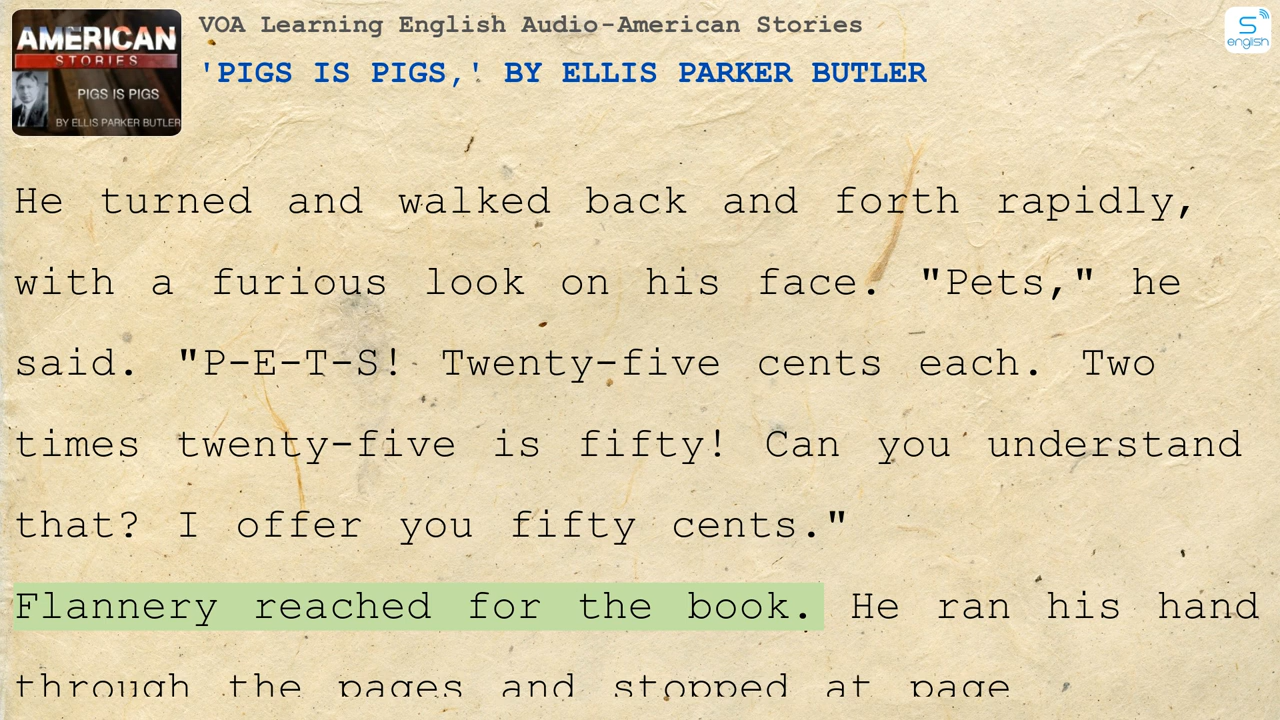 VOA Learning English Audio-American Stories
'PIGS IS PIGS,' BY ELLIS PARKER BUTLER
AMERICAN
STORIES
PIGS IS PIGS
BY ELLIS PARKER BUTLER
S
english
He turned and walked back and forth rapidly,
with a furious look on his face. "Pets," he
said. "P-E-T-S! Twenty-five cents each. Two
times twenty-five is fifty! Can you understand
that? I offer you fifty cents."
Flannery reached for the book. He ran his hand
through the pages and stopped at page